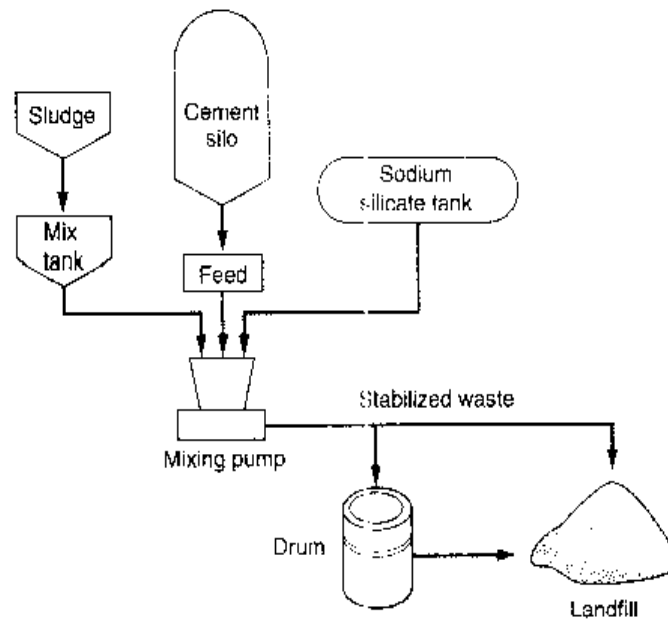 Sludge
Cement
silo
Sodium
silicate tank
Mix
tank
Feed
Stabilized waste
Mixing pump
Drum
Landfill